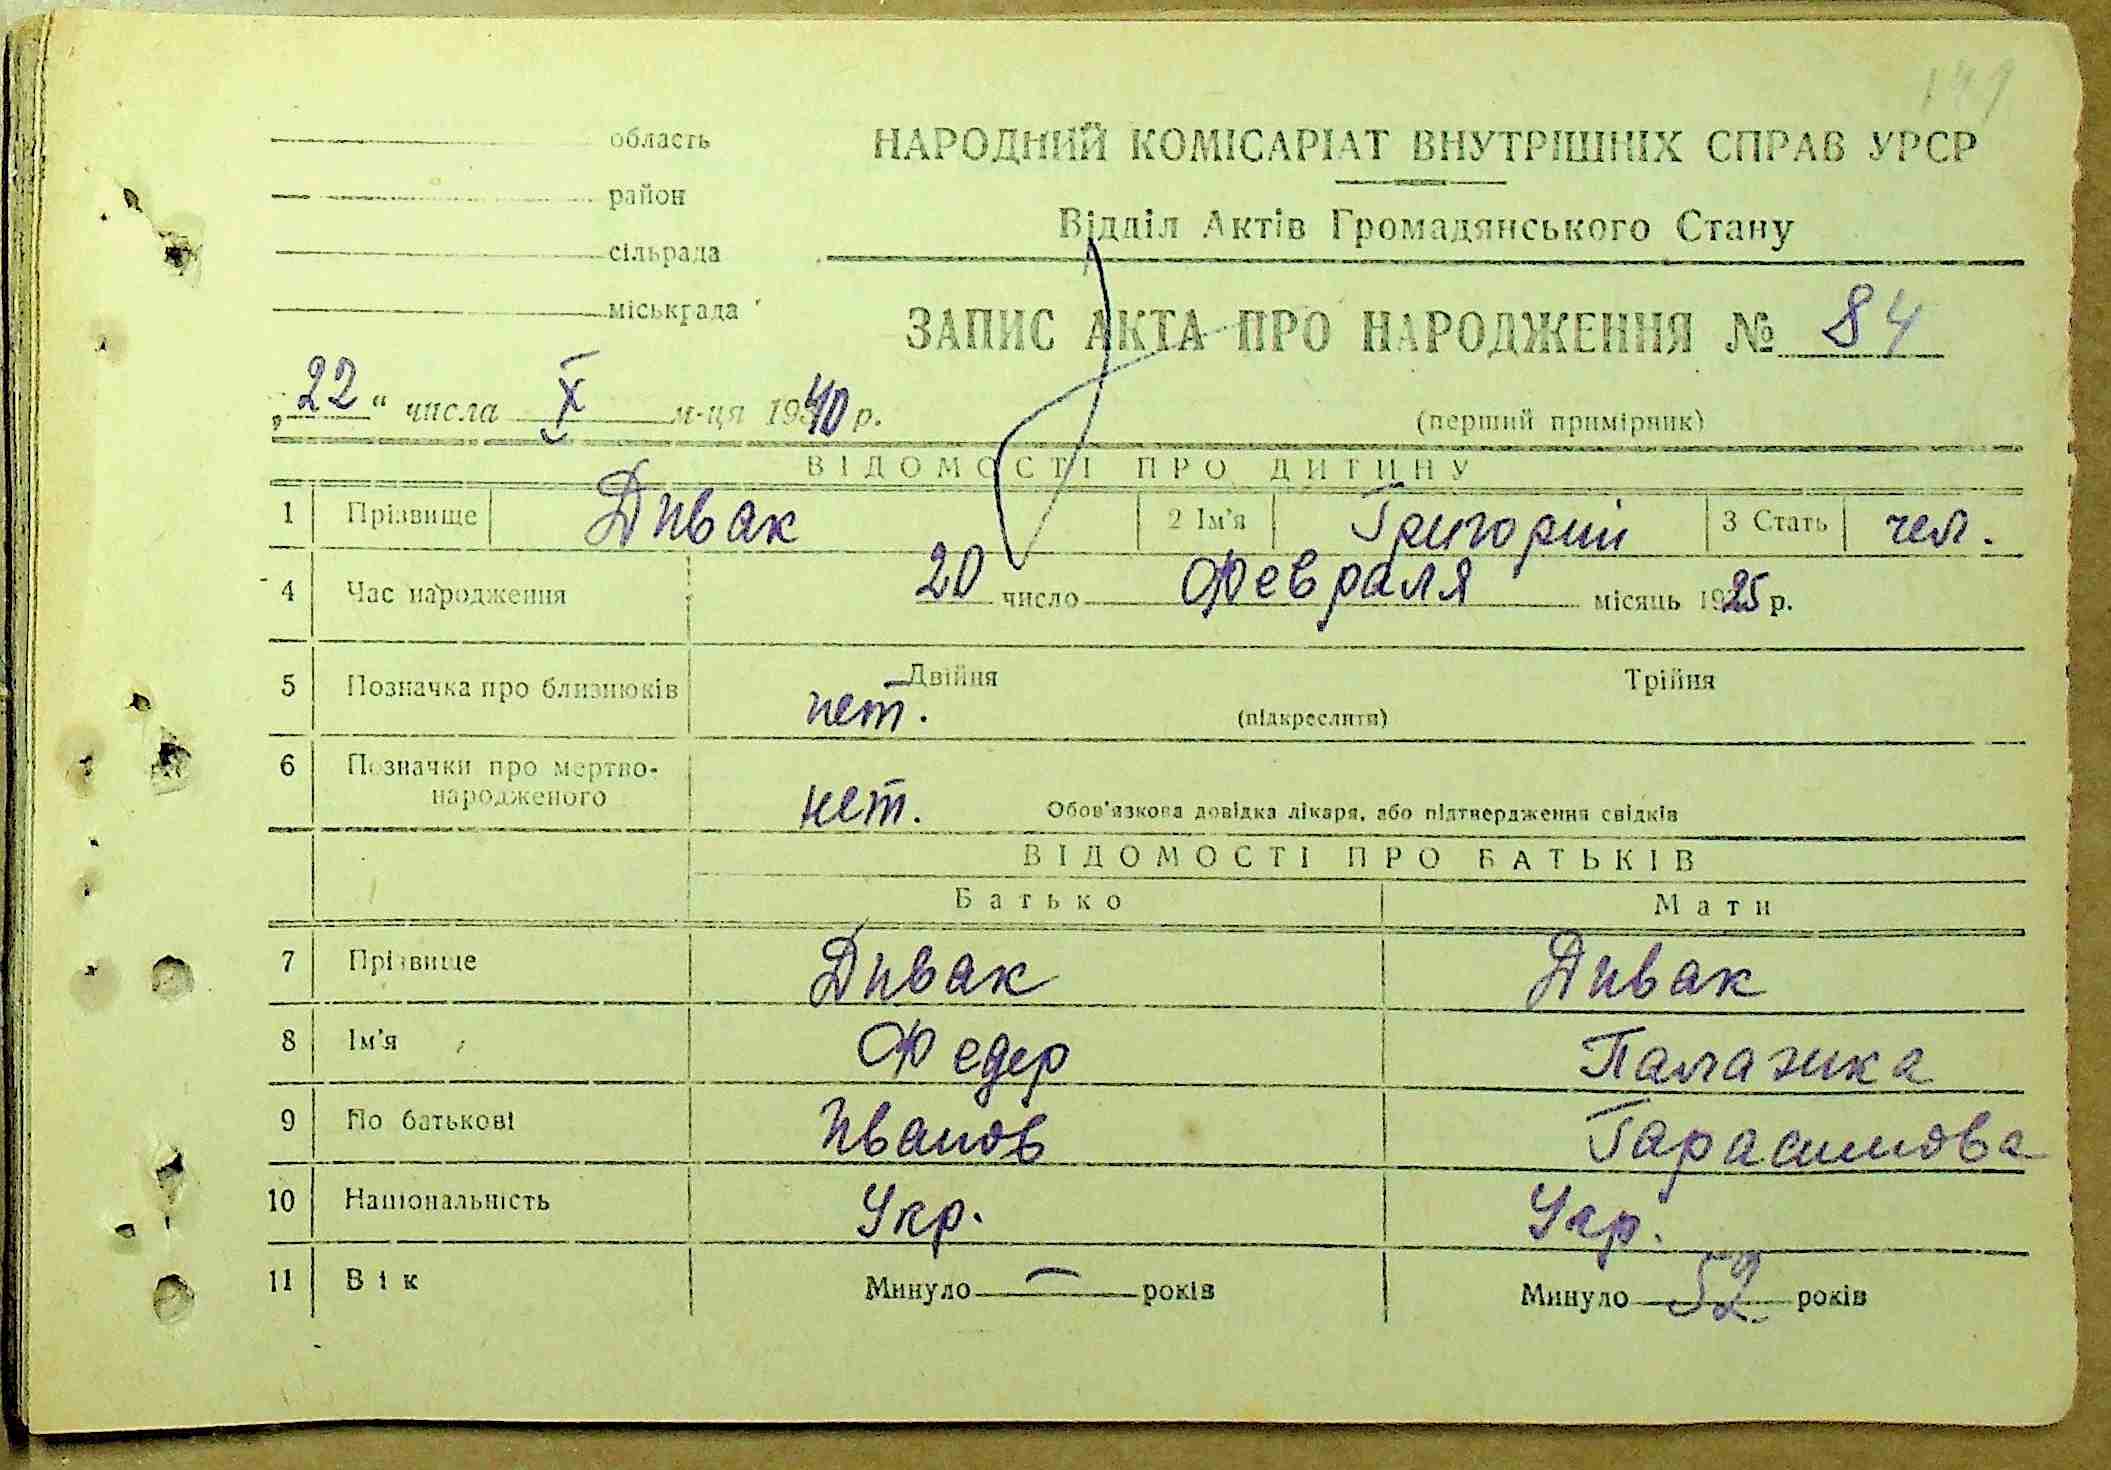 149
область
район
сільрада
міськрада
НАРОДНИЙ КОМІСАРІАТ ВНУТРІШНІХ СПРАВ УРСР
Відділ Актів Громадянського Стану
ЗАПИС АКТА ПРО НАРОДЖЕННЯ № 84
„22“ числа X м-ця 1940 р.
(перший примірник)
ВІДОМОСТІ ПРО ДИТИНУ
1 Прізвище Дивак 2 Ім'я Григорий 3 Стать чел.
4 Час народження 20 число Февраля місяць 1925 р.
5 Позначка про близнюків нет. Двійня Трійня
(підкреслити)
6 Позначки про мертво-
народженого нет. Обов'язкова довідка лікаря, або підтвердження свідків
ВІДОМОСТІ ПРО БАТЬКІВ
Батько Мати
7 Прізвище Дивак Дивак
8 Ім'я Федер Палажка
9 По батькові Иванов Гарасимова
10 Національність Укр. Укр.
11 Вік Минуло — років Минуло 52 років